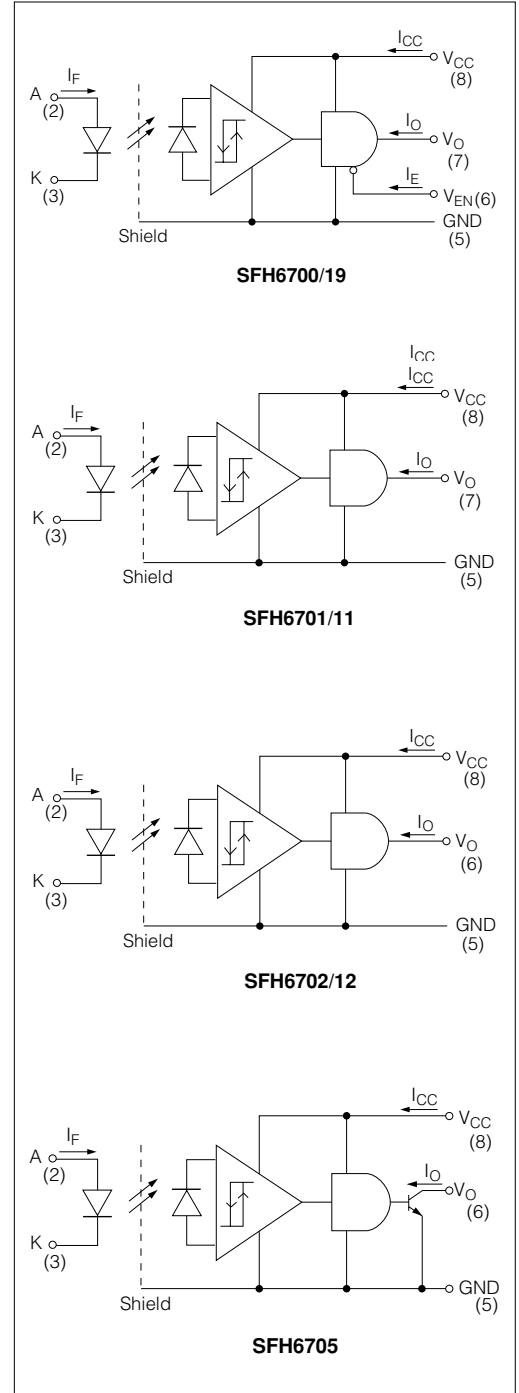 I_CC
V_CC
(8)
A
I_F
(2)
I_O
V_O
(7)
K
(3)
I_E
V_EN(6)
GND
(5)
Shield
SFH6700/19
I_CC
I_CC
V_CC
(8)
A
I_F
(2)
I_O
V_O
(7)
K
(3)
GND
(5)
Shield
SFH6701/11
I_CC
V_CC
(8)
A
I_F
(2)
I_O
V_O
(6)
K
(3)
GND
(5)
Shield
SFH6702/12
I_CC
V_CC
(8)
A
I_F
(2)
I_O
V_O
(6)
K
(3)
GND
(5)
Shield
SFH6705